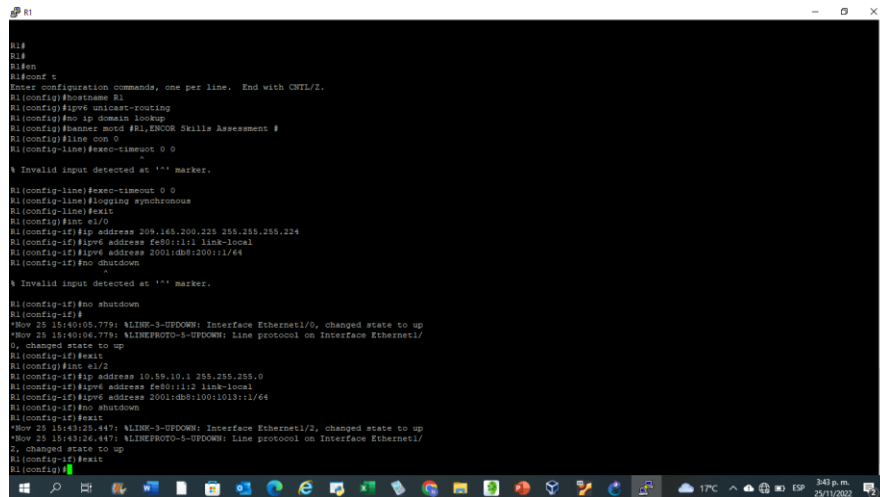 R1
R1#
R1#
R1#en
R1#conf t
Enter configuration commands, one per line.  End with CNTL/Z.
R1(config)#hostname R1
R1(config)#ipv6 unicast-routing
R1(config)#no ip domain lookup
R1(config)#banner motd #R1,ENCOR Skills Assessment #
R1(config)#line con 0
R1(config-line)#exec-timeuot 0 0
^
% Invalid input detected at '^' marker.
R1(config-line)#exec-timeout 0 0
R1(config-line)#logging synchronous
R1(config-line)#exit
R1(config)#int e1/0
R1(config-if)#ip address 209.165.200.225 255.255.255.224
R1(config-if)#ipv6 address fe80::1:1 link-local
R1(config-if)#ipv6 address 2001:db8:200::1/64
R1(config-if)#no dhutdown
^
% Invalid input detected at '^' marker.
R1(config-if)#no shutdown
R1(config-if)#
*Nov 25 15:40:05.779: %LINK-3-UPDOWN: Interface Ethernet1/0, changed state to up
*Nov 25 15:40:06.779: %LINEPROTO-5-UPDOWN: Line protocol on Interface Ethernet1/
0, changed state to up
R1(config-if)#exit
R1(config)#int e1/2
R1(config-if)#ip address 10.59.10.1 255.255.255.0
R1(config-if)#ipv6 address fe80::1:2 link-local
R1(config-if)#ipv6 address 2001:db8:100:1013::1/64
R1(config-if)#no shutdown
R1(config-if)#exit
*Nov 25 15:43:25.447: %LINK-3-UPDOWN: Interface Ethernet1/2, changed state to up
*Nov 25 15:43:26.447: %LINEPROTO-5-UPDOWN: Line protocol on Interface Ethernet1/
2, changed state to up
R1(config-if)#exit
R1(config)#
17°C ESP 3:43 p. m.
25/11/2022